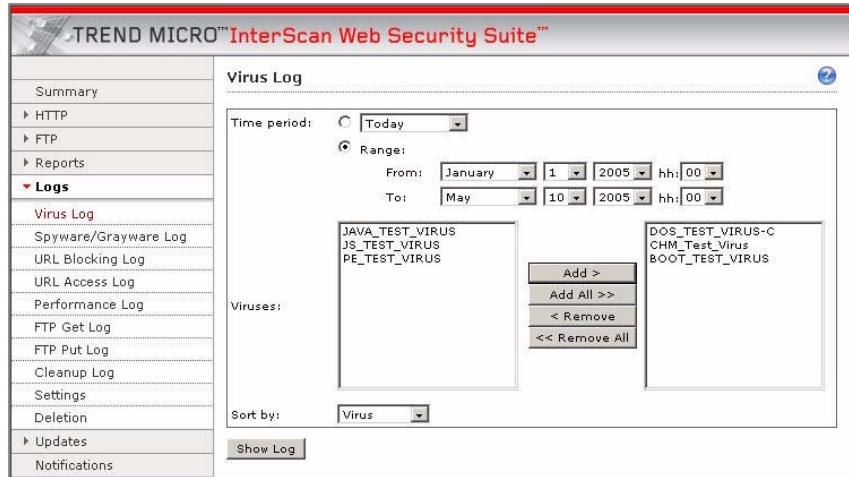 TREND MICRO™ InterScan Web Security Suite™
Summary
HTTP
FTP
Reports
Logs
Virus Log
Spyware/Grayware Log
URL Blocking Log
URL Access Log
Performance Log
FTP Get Log
FTP Put Log
Cleanup Log
Settings
Deletion
Updates
Notifications
Virus Log
Time period: Today
Range:
From: January 1 2005 hh: 00
To: May 10 2005 hh: 00
Viruses:
JAVA_TEST_VIRUS
JS_TEST_VIRUS
PE_TEST_VIRUS
Add >
Add All >>
< Remove
<< Remove All
DOS_TEST_VIRUS-C
CHM_Test_Virus
BOOT_TEST_VIRUS
Sort by: Virus
Show Log